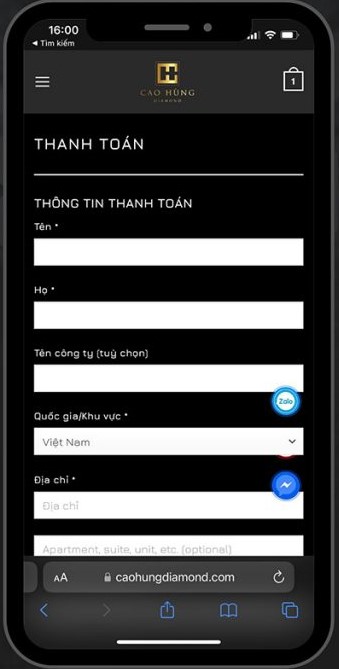 16:00
◀ Tìm kiếm
CAO HÙNG
DIAMOND
1
THANH TOÁN
THÔNG TIN THANH TOÁN
Tên *
Họ *
Tên công ty (tuỳ chọn)
Zalo
Quốc gia/Khu vực *
Việt Nam
Địa chỉ *
Địa chỉ
Apartment, suite, unit, etc. (optional)
AA
caohungdiamond.com